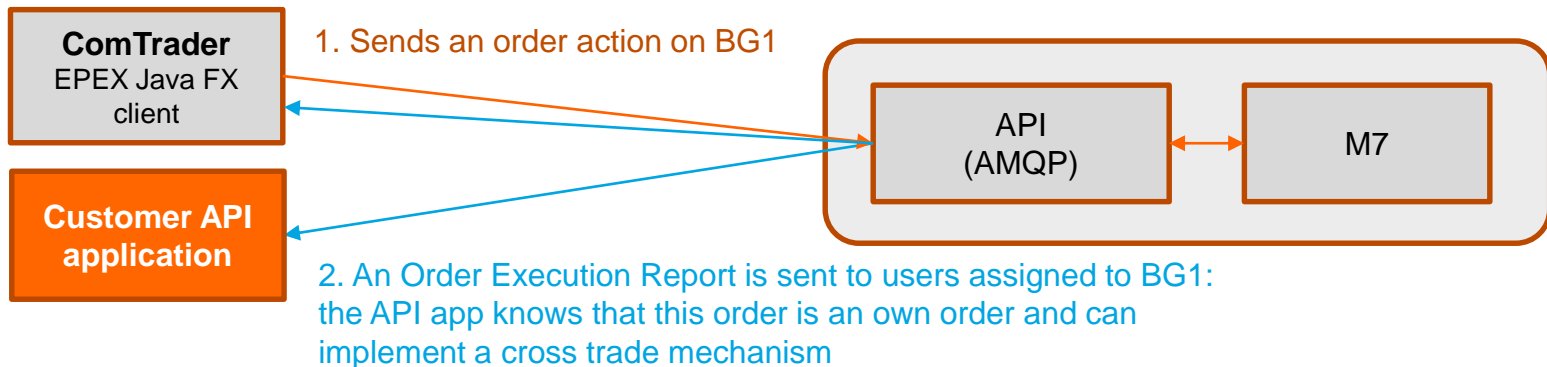 ComTrader
EPEX Java FX
client
1. Sends an order action on BG1
API
(AMQP)
M7
Customer API
application
2. An Order Execution Report is sent to users assigned to BG1:
the API app knows that this order is an own order and can
implement a cross trade mechanism